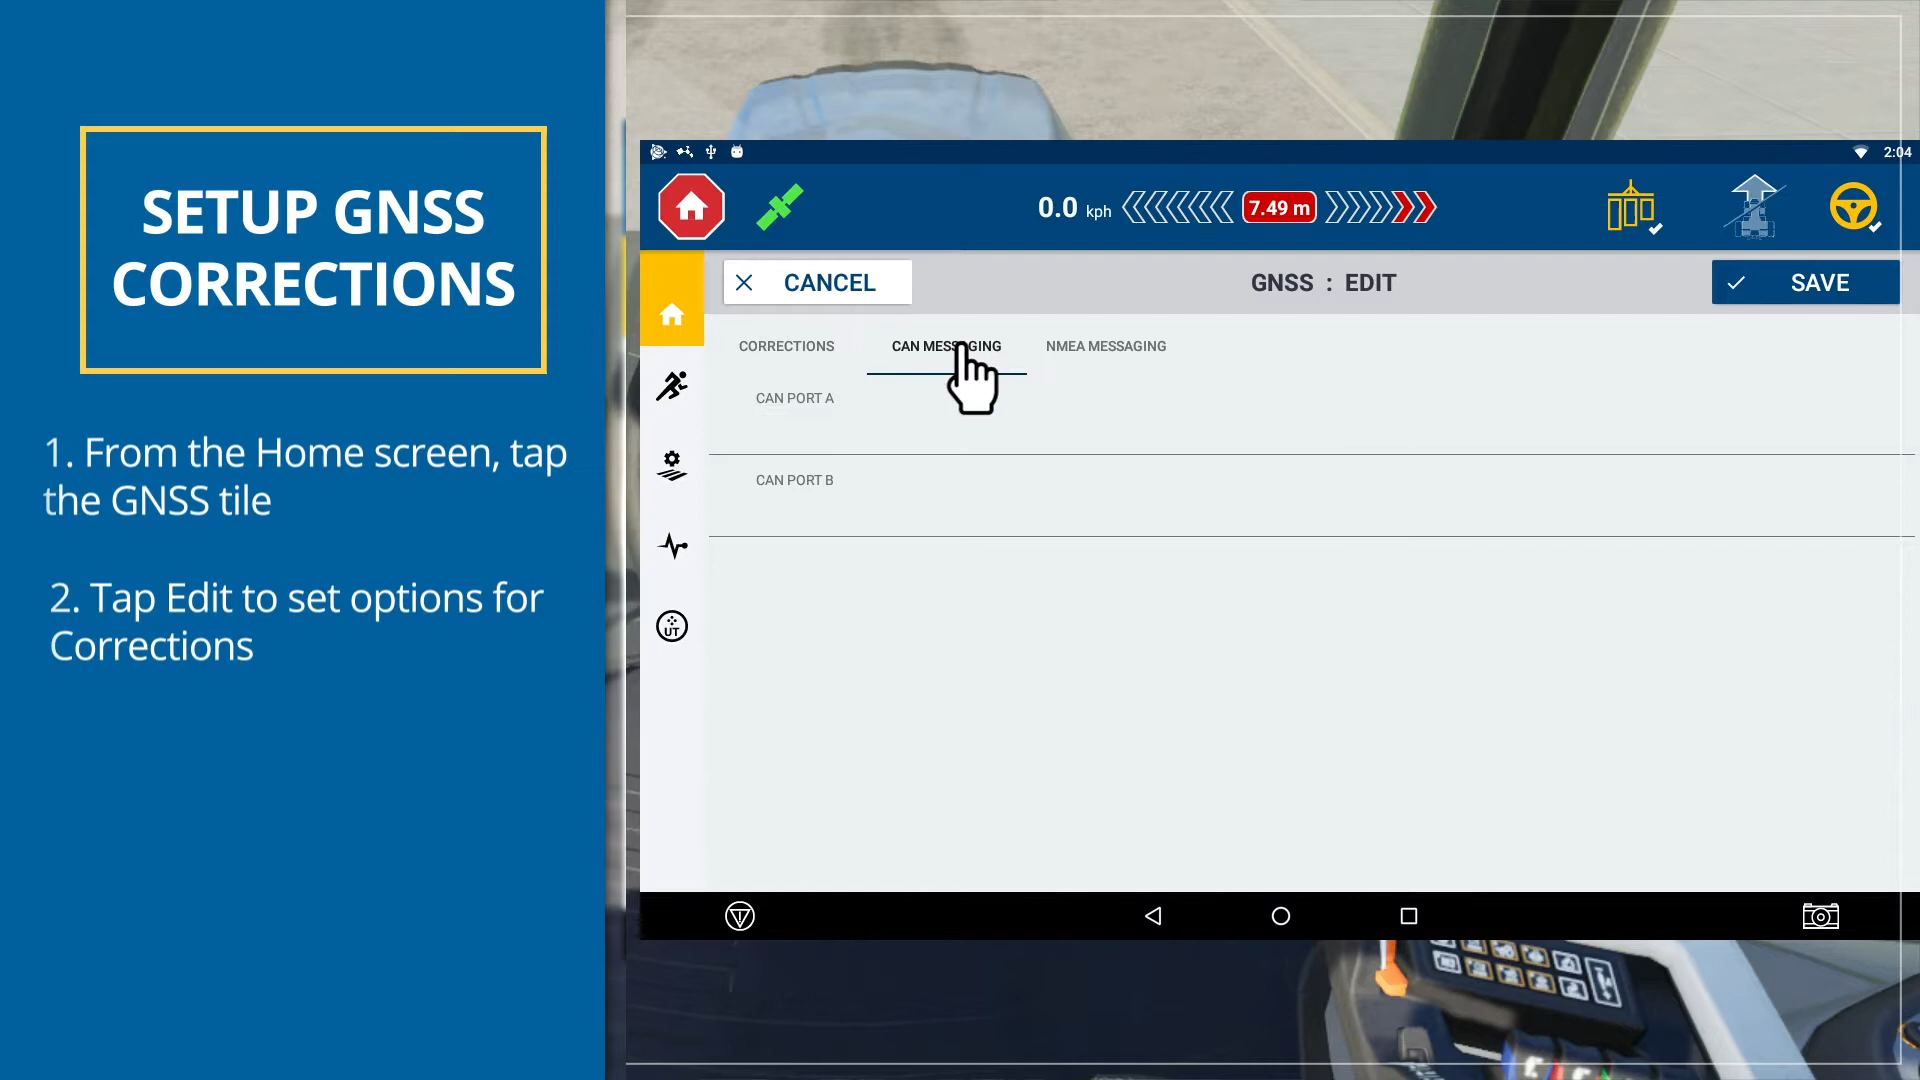 SETUP GNSS
CORRECTIONS
1. From the Home screen, tap
the GNSS tile
2. Tap Edit to set options for
Corrections
2:04
0.0 kph
7.49 m
CANCEL
GNSS : EDIT
SAVE
CORRECTIONS
CAN MESSAGING
NMEA MESSAGING
CAN PORT A
CAN PORT B
UT